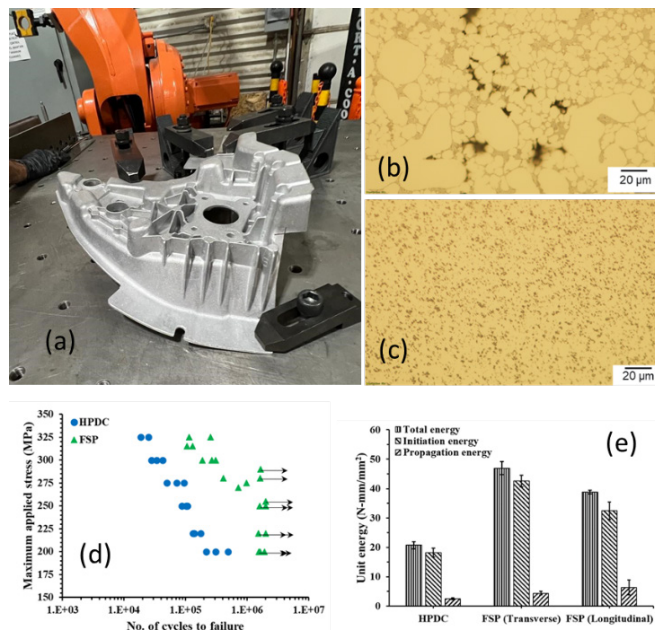 CORT·A·COO
(a)
(b)
20 µm
(c)
20 µm
HPDC
FSP
Maximum applied stress (MPa)
350
325
300
275
250
225
200
175
150
(d)
1.E+03 1.E+04 1.E+05 1.E+06 1.E+07
No. of cycles to failure
Total energy
Initiation energy
Propagation energy
(e)
Unit energy (N-mm/mm²)
60
50
40
30
20
10
0
HPDC FSP (Transverse) FSP (Longitudinal)